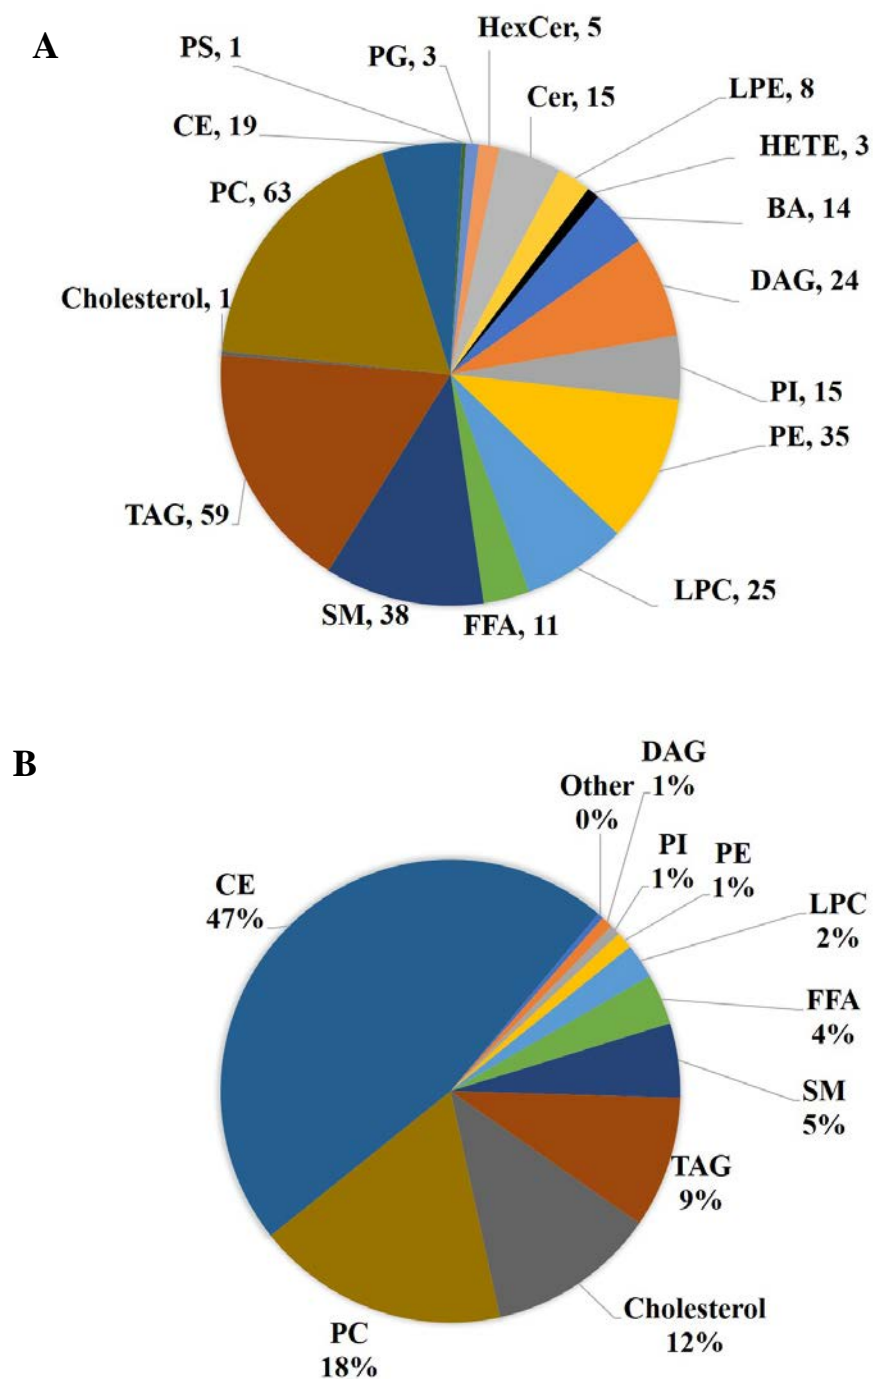 A
HexCer, 5
PS, 1
PG, 3
Cer, 15
LPE, 8
CE, 19
HETE, 3
PC, 63
BA, 14
DAG, 24
Cholesterol, 1
PI, 15
PE, 35
TAG, 59
LPC, 25
SM, 38
FFA, 11
B
DAG
1%
Other
0%
PI
1%
PE
1%
CE
47%
LPC
2%
FFA
4%
SM
5%
TAG
9%
Cholesterol
12%
PC
18%